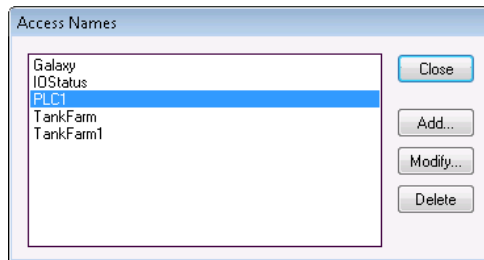 Access Names
Galaxy
IOStatus
PLC1
TankFarm
TankFarm1
Close
Add...
Modify...
Delete